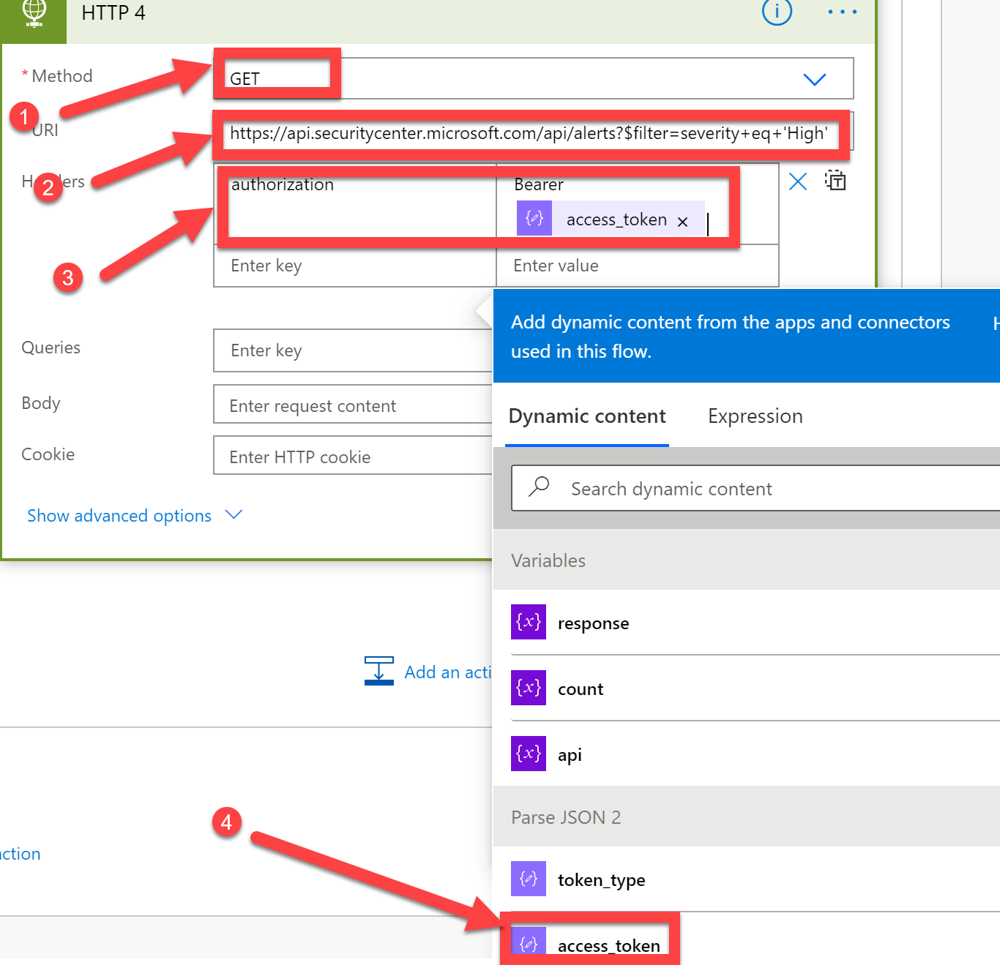 HTTP 4
* Method
GET
1
URI
https://api.securitycenter.microsoft.com/api/alerts?$filter=severity+eq+'High'
2
authorization
Bearer
access_token
3
Enter key
Enter value
Add dynamic content from the apps and connectors
used in this flow.
H
Queries
Enter key
Body
Enter request content
Dynamic content
Expression
Cookie
Enter HTTP cookie
Search dynamic content
Show advanced options
Variables
response
Add an acti
count
api
Parse JSON 2
4
ction
token_type
access_token